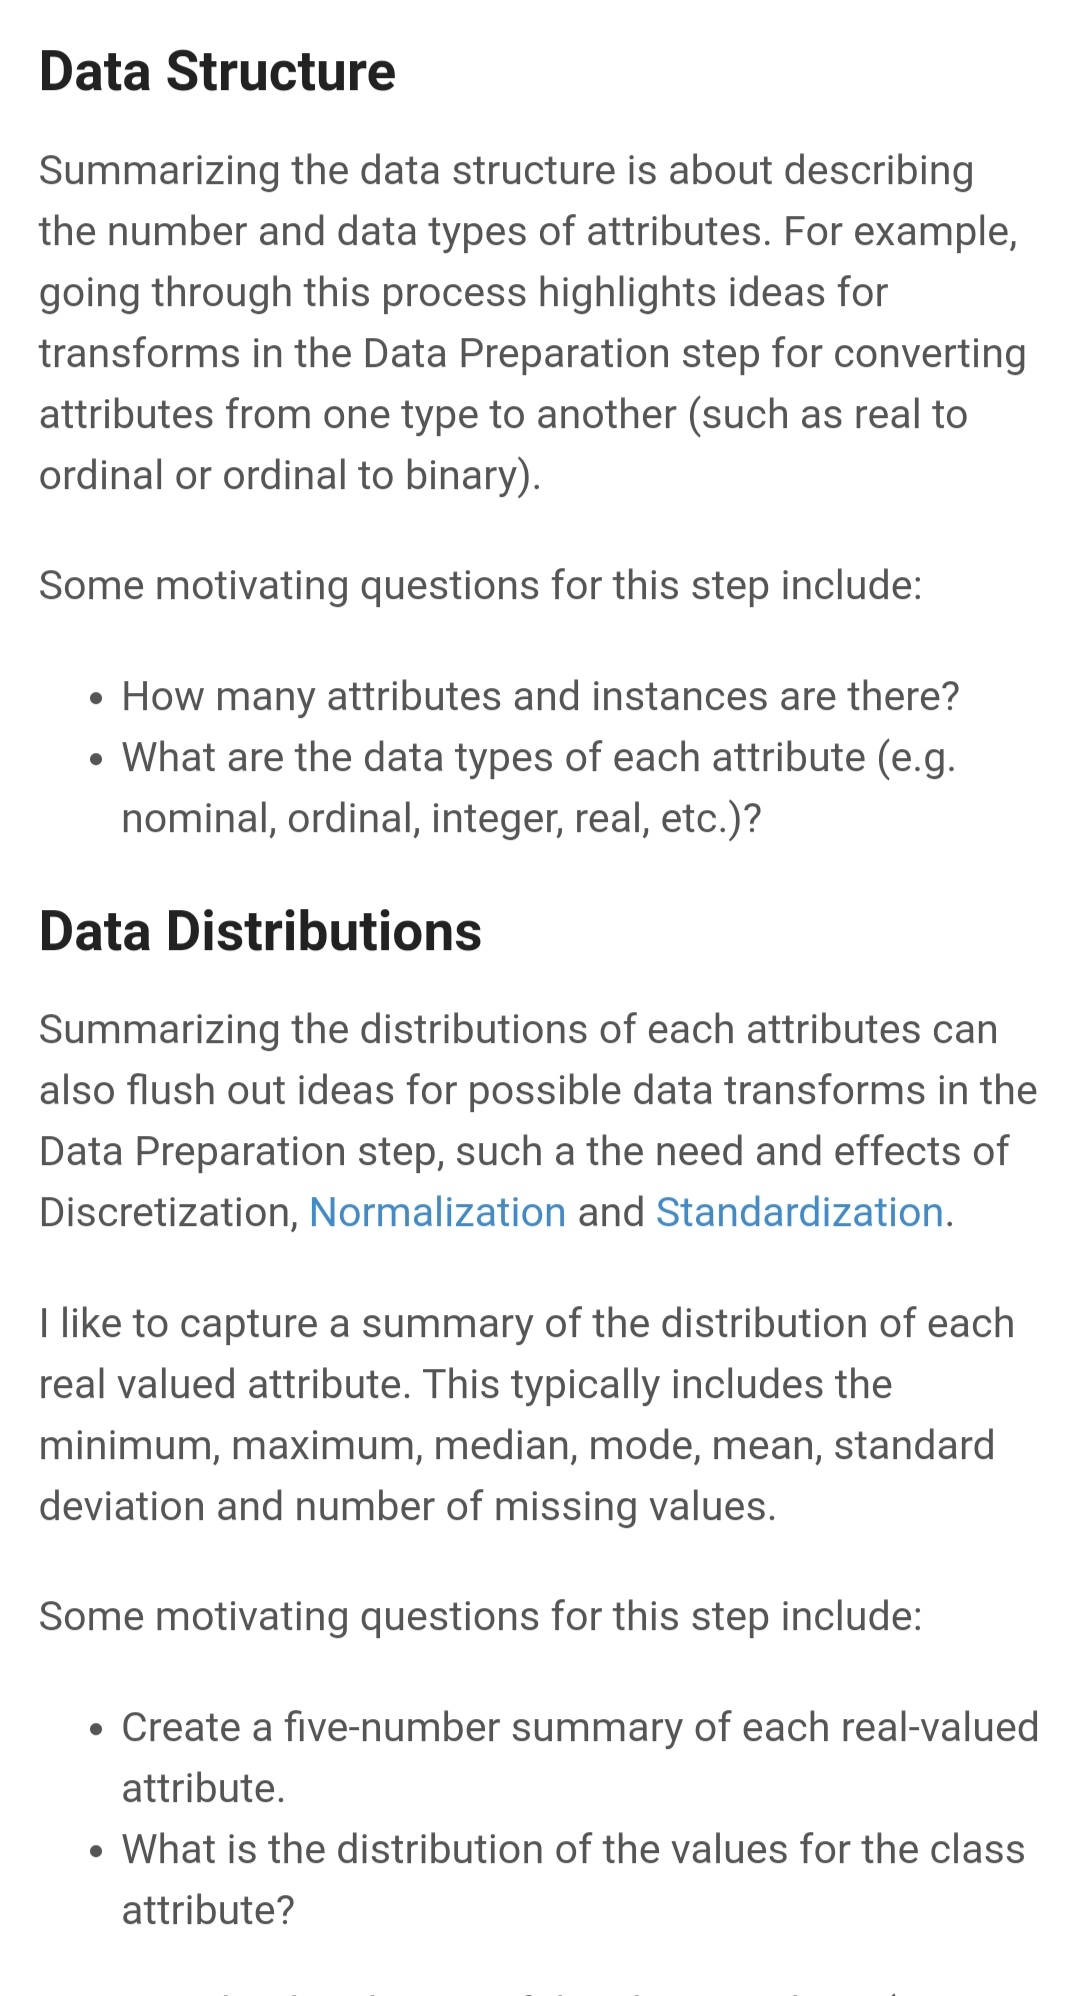 Data Structure
Summarizing the data structure is about describing
the number and data types of attributes. For example,
going through this process highlights ideas for
transforms in the Data Preparation step for converting
attributes from one type to another (such as real to
ordinal or ordinal to binary).
Some motivating questions for this step include:
• How many attributes and instances are there?
• What are the data types of each attribute (e.g.
nominal, ordinal, integer, real, etc.)?
Data Distributions
Summarizing the distributions of each attributes can
also flush out ideas for possible data transforms in the
Data Preparation step, such a the need and effects of
Discretization, Normalization and Standardization.
I like to capture a summary of the distribution of each
real valued attribute. This typically includes the
minimum, maximum, median, mode, mean, standard
deviation and number of missing values.
Some motivating questions for this step include:
• Create a five-number summary of each real-valued
attribute.
• What is the distribution of the values for the class
attribute?